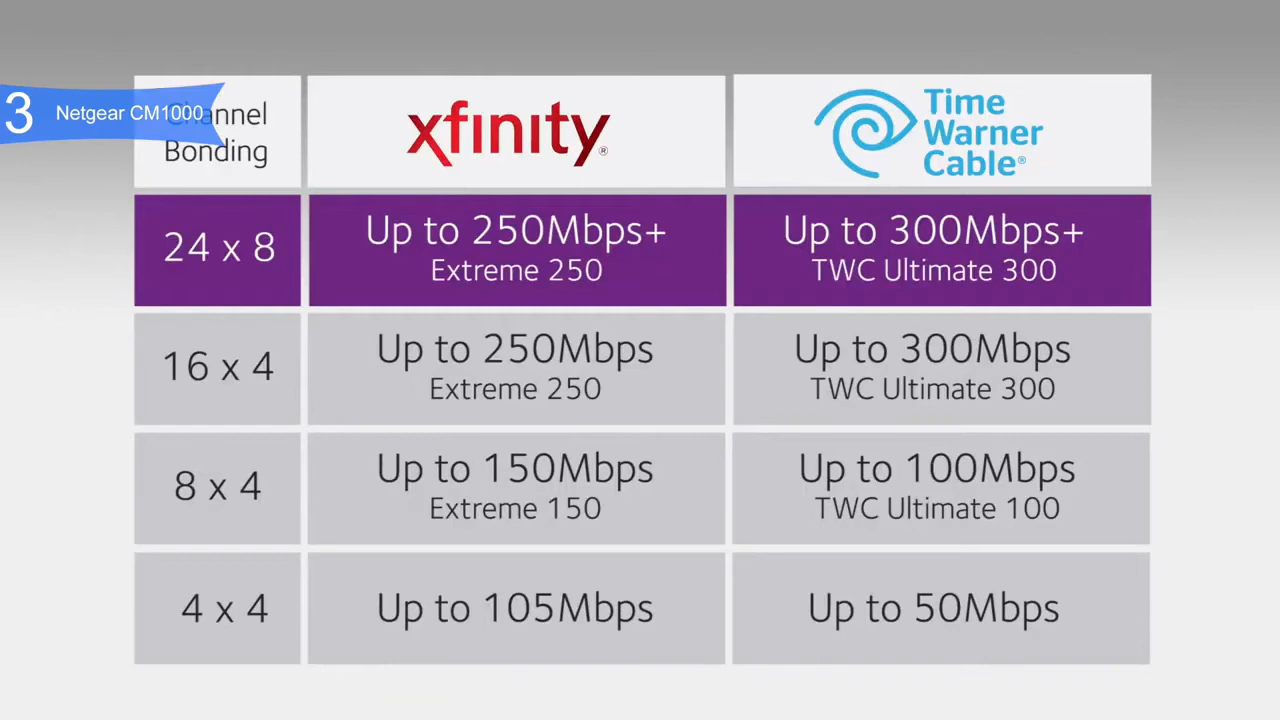 3 Netgear CM1000
Channel
Bonding
xfinity®
Time
Warner
Cable®
24 x 8
Up to 250Mbps+
Extreme 250
Up to 300Mbps+
TWC Ultimate 300
16 x 4
Up to 250Mbps
Extreme 250
Up to 300Mbps
TWC Ultimate 300
8 x 4
Up to 150Mbps
Extreme 150
Up to 100Mbps
TWC Ultimate 100
4 x 4
Up to 105Mbps
Up to 50Mbps